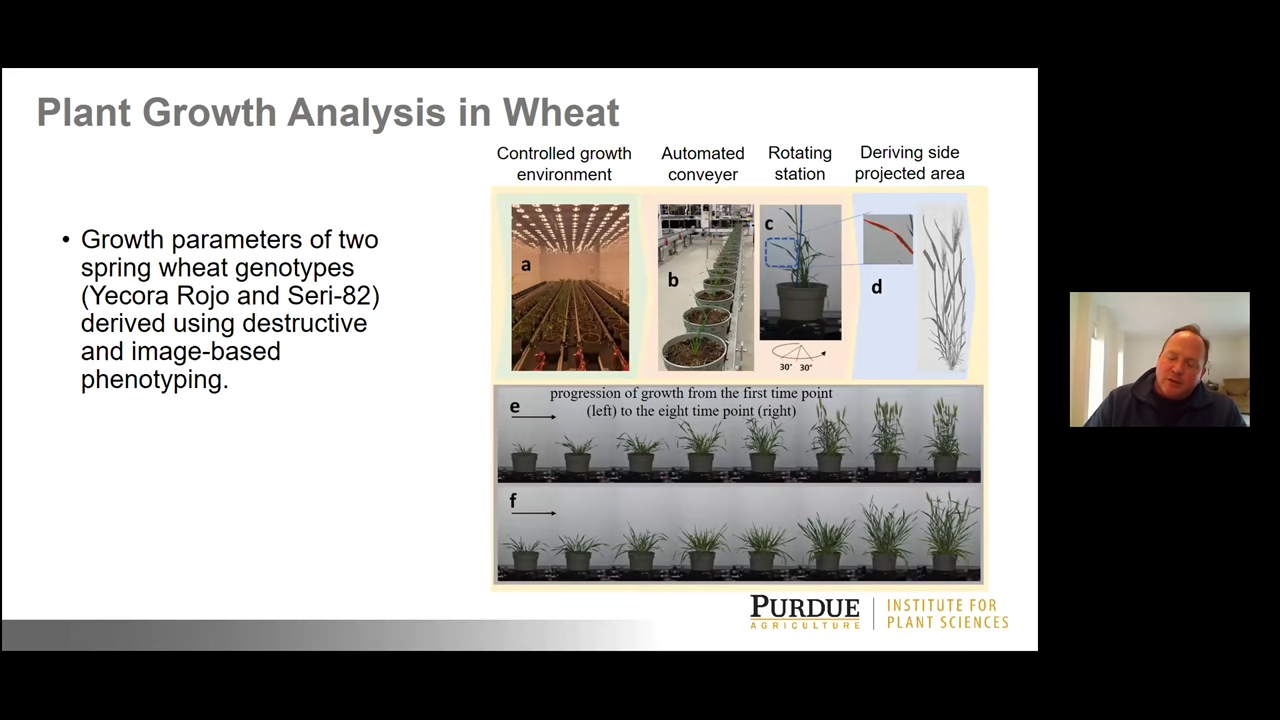 Plant Growth Analysis in Wheat
Controlled growth
environment
Automated
conveyer
Rotating
station
Deriving side
projected area
• Growth parameters of two
spring wheat genotypes
(Yecora Rojo and Seri-82)
derived using destructive
and image-based
phenotyping.
a
b
c
d
30° 30°
progression of growth from the first time point
(left) to the eight time point (right)
e
f
PURDUE
AGRICULTURE
INSTITUTE FOR
PLANT SCIENCES